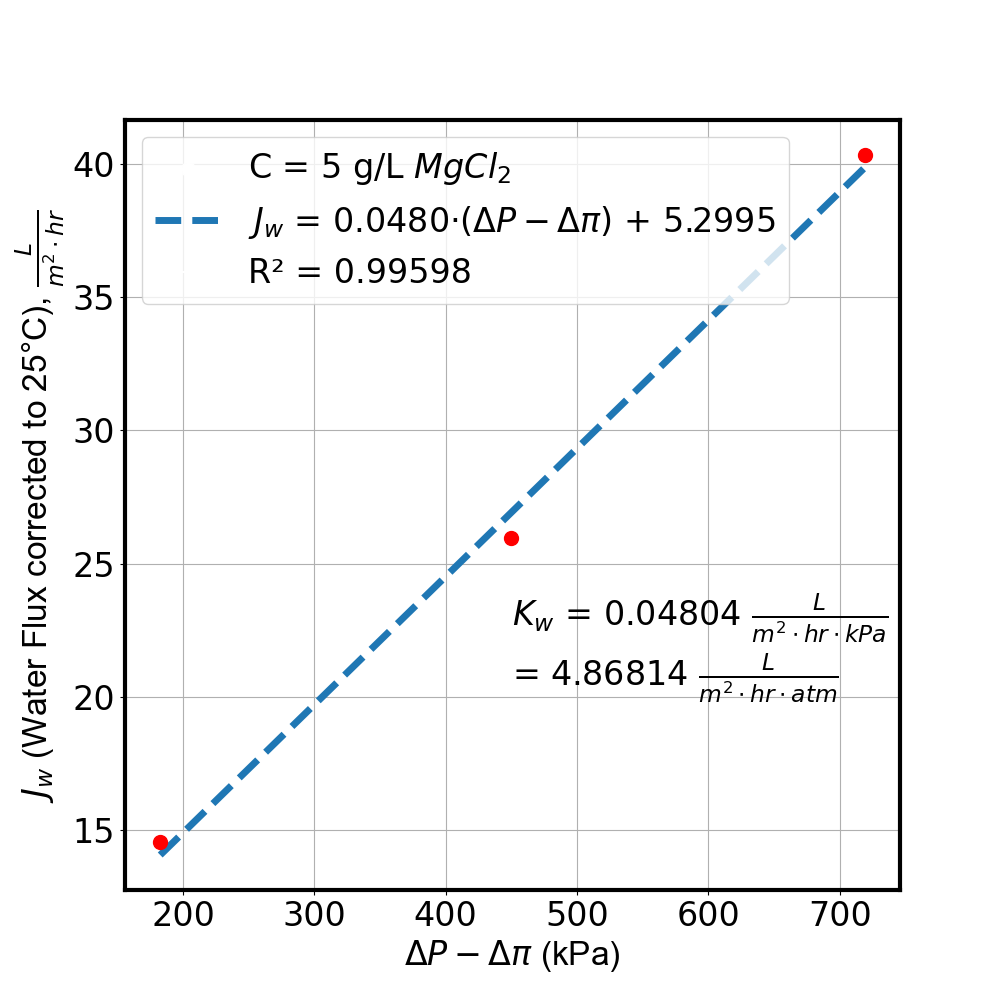 C = 5 g/L MgCl₂
J_w = 0.0480·(ΔP − Δπ) + 5.2995
R² = 0.99598
40
35
30
25
20
15
J_w (Water Flux corrected to 25°C), L/(m² · hr)
K_w = 0.04804 L/(m² · hr · kPa)
= 4.86814 L/(m² · hr · atm)
200 300 400 500 600 700
ΔP − Δπ (kPa)